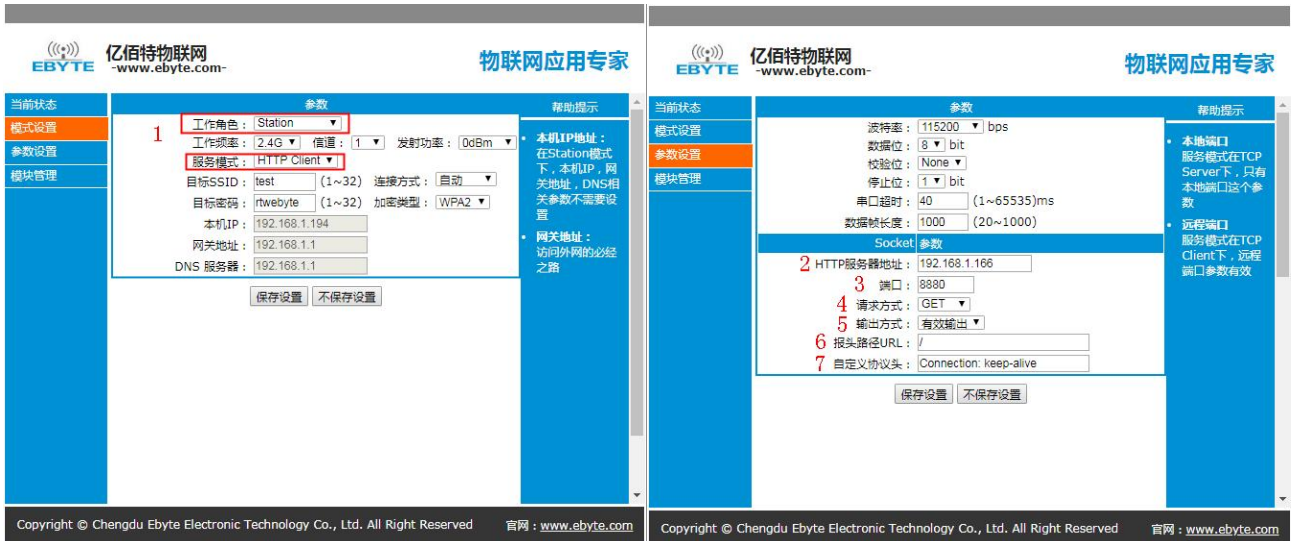 EBYTE
亿佰特物联网
-www.ebyte.com-
物联网应用专家
当前状态
模式设置
参数设置
模块管理
参数
1
工作角色： Station
工作频率： 2.4G 信道： 1 发射功率： 0dBm
服务模式： HTTP Client
目标SSID： test (1~32) 连接方式： 自动
目标密码： rtwebyte (1~32) 加密类型： WPA2
本机IP： 192.168.1.194
网关地址： 192.168.1.1
DNS 服务器： 192.168.1.1
保存设置 不保存设置
帮助提示
• 本机IP地址：
在Station模式
下，本机IP，网
关地址，DNS相
关参数不需要设
置
• 网关地址：
访问外网的必经
之路
Copyright © Chengdu Ebyte Electronic Technology Co., Ltd. All Right Reserved 官网：www.ebyte.com
EBYTE
亿佰特物联网
-www.ebyte.com-
物联网应用专家
当前状态
模式设置
参数设置
模块管理
参数
波特率： 115200 bps
数据位： 8 bit
校验位： None
停止位： 1 bit
串口超时： 40 (1~65535)ms
数据帧长度： 1000 (20~1000)
Socket 参数
2 HTTP服务器地址： 192.168.1.166
3 端口： 8880
4 请求方式： GET
5 输出方式： 有效输出
6 报头路径URL： /
7 自定义协议头： Connection: keep-alive
保存设置 不保存设置
帮助提示
• 本地端口
服务模式在TCP
Server下，只有
本地端口这个参
数
• 远程端口
服务模式在TCP
Client下，远程
端口参数有效
Copyright © Chengdu Ebyte Electronic Technology Co., Ltd. All Right Reserved 官网：www.ebyte.com